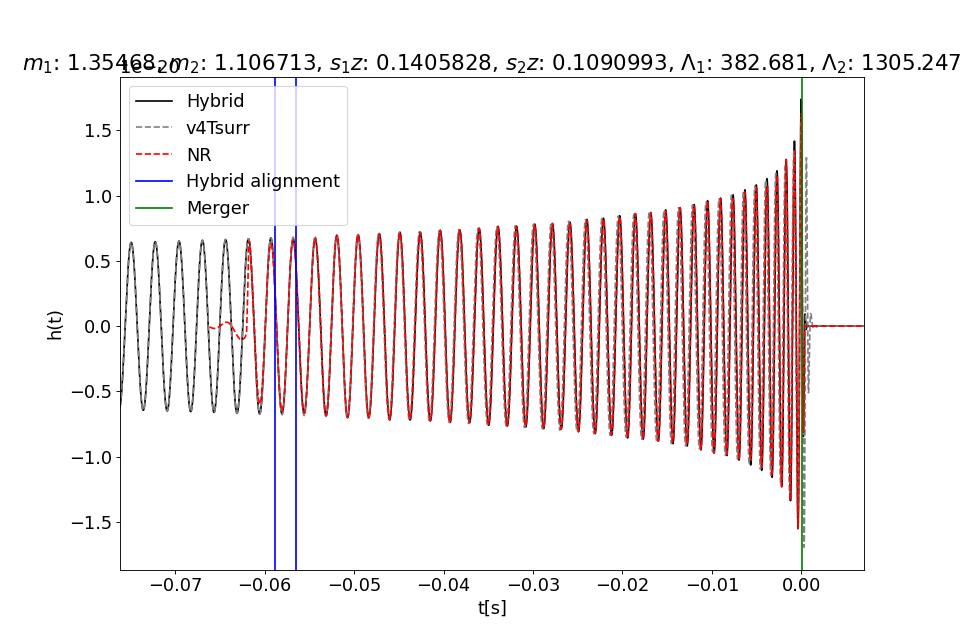 m₁: 1.35468, m₂: 1.106713, s₁z: 0.1405828, s₂z: 0.1090993, Λ₁: 382.681, Λ₂: 1305.247
1e−20
Hybrid
v4Tsurr
NR
Hybrid alignment
Merger
1.5
1.0
0.5
0.0
−0.5
−1.0
−1.5
h(t)
−0.07 −0.06 −0.05 −0.04 −0.03 −0.02 −0.01 0.00
t[s]